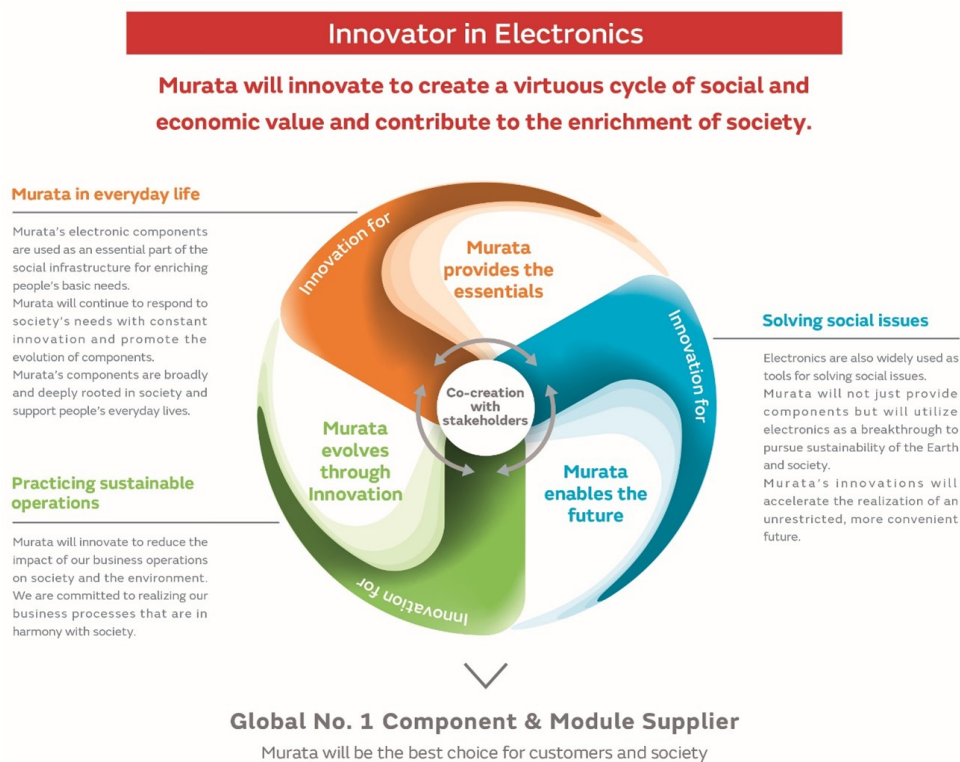 Innovator in Electronics
Murata will innovate to create a virtuous cycle of social and
economic value and contribute to the enrichment of society.
Murata in everyday life
Murata's electronic components
are used as an essential part of the
social infrastructure for enriching
people's basic needs.
Murata will continue to respond to
society's needs with constant
innovation and promote the
evolution of components.
Murata's components are broadly
and deeply rooted in society and
support people's everyday lives.
Innovation for
Murata
provides the
essentials
Solving social issues
Electronics are also widely used as
tools for solving social issues.
Murata will not just provide
components but will utilize
electronics as a breakthrough to
pursue sustainability of the Earth
and society.
Murata's innovations will
accelerate the realization of an
unrestricted, more convenient
future.
Innovation for
Murata
enables the
future
Co-creation
with
stakeholders
Practicing sustainable
operations
Murata will innovate to reduce the
impact of our business operations
on society and the environment.
We are committed to realizing our
business processes that are in
harmony with society.
Murata
evolves
through
Innovation
Innovation for
Global No. 1 Component & Module Supplier
Murata will be the best choice for customers and society